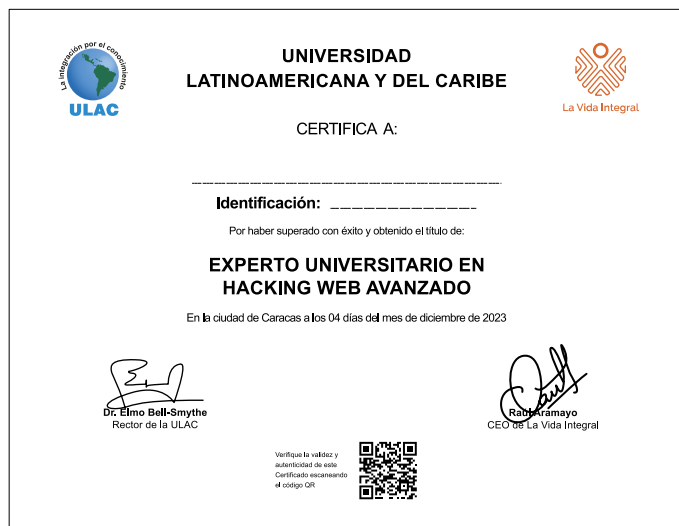 La integración por el conocimiento
ULAC
UNIVERSIDAD
LATINOAMERICANA Y DEL CARIBE
La Vida Integral
CERTIFICA A:
Identificación:
Por haber superado con éxito y obtenido el título de:
EXPERTO UNIVERSITARIO EN
HACKING WEB AVANZADO
En la ciudad de Caracas a los 04 días del mes de diciembre de 2023
Dr. Elmo Bell-Smythe
Rector de la ULAC
Raúl Aramayo
CEO de La Vida Integral
Verifique la validez y
autenticidad de este
Certificado escaneando
el código QR